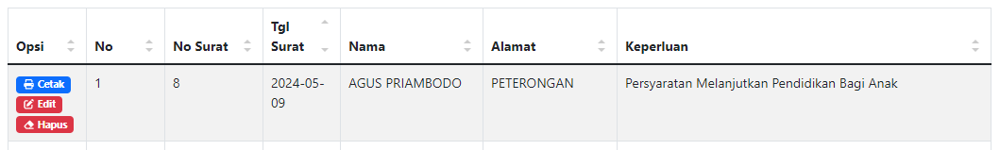 Opsi No No Surat Tgl Surat Nama Alamat Keperluan
Cetak 1 8 2024-05-09 AGUS PRIAMBODO PETERONGAN Persyaratan Melanjutkan Pendidikan Bagi Anak
Edit
Hapus